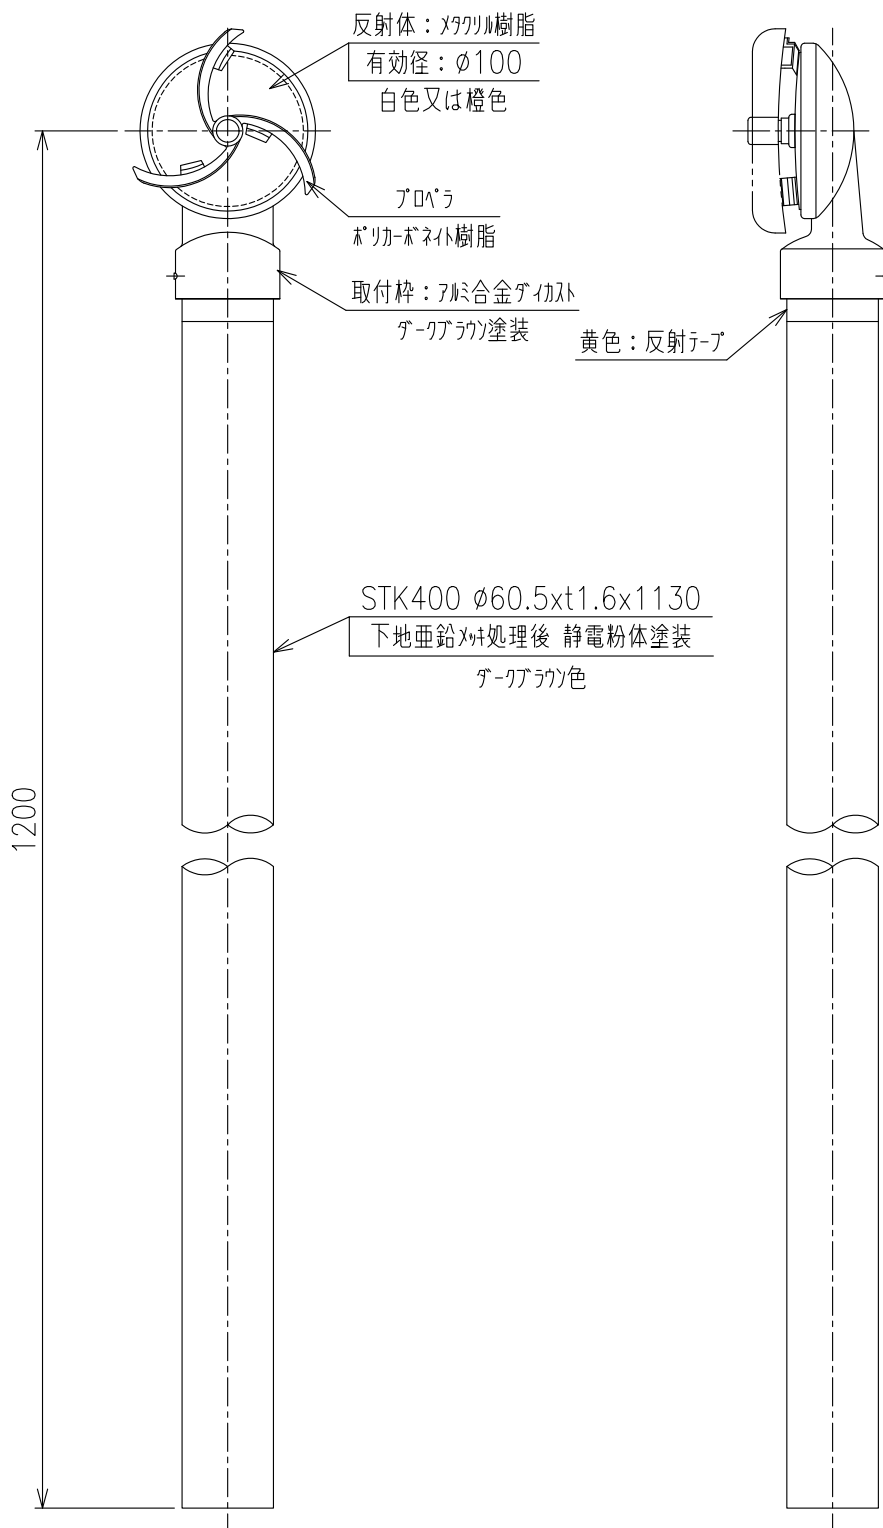 反射体：ﾒﾀｸﾘﾙ樹脂
有効径：φ100
白色又は橙色
ﾌﾟﾛﾍﾟﾗ
ﾎﾟﾘｶｰﾎﾞﾈｲﾄ樹脂
取付枠：ｱﾙﾐ合金ﾀﾞｲｶｽﾄ
ﾀﾞｰｸﾌﾞﾗｳﾝ塗装
黄色：反射ﾃｰﾌﾟ
STK400 φ60.5xt1.6x1130
下地亜鉛ﾒｯｷ処理後 静電粉体塗装
ﾀﾞｰｸﾌﾞﾗｳﾝ色
1200